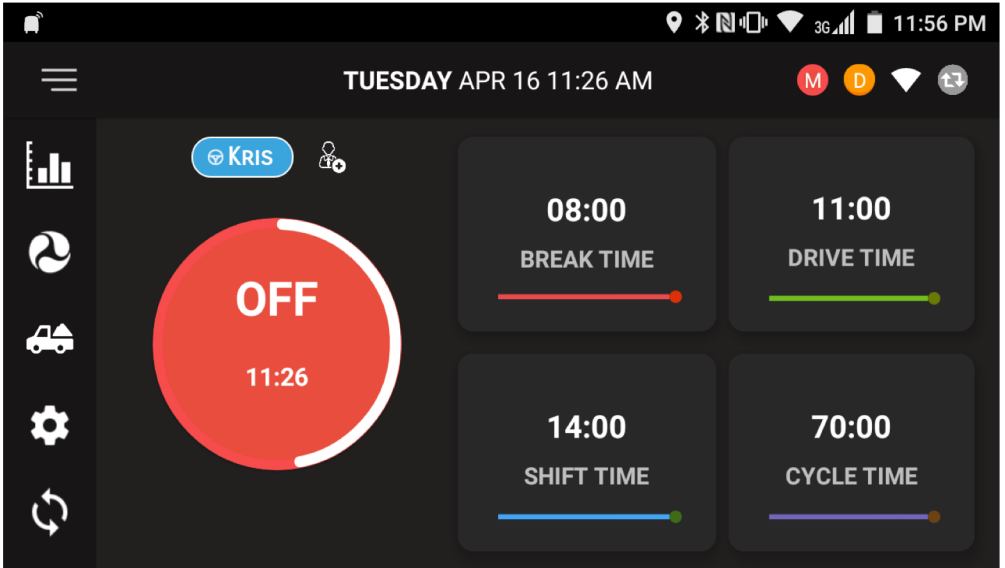 3G 11:56 PM
TUESDAY APR 16 11:26 AM
M D
KRIS
OFF
11:26
08:00
BREAK TIME
11:00
DRIVE TIME
14:00
SHIFT TIME
70:00
CYCLE TIME